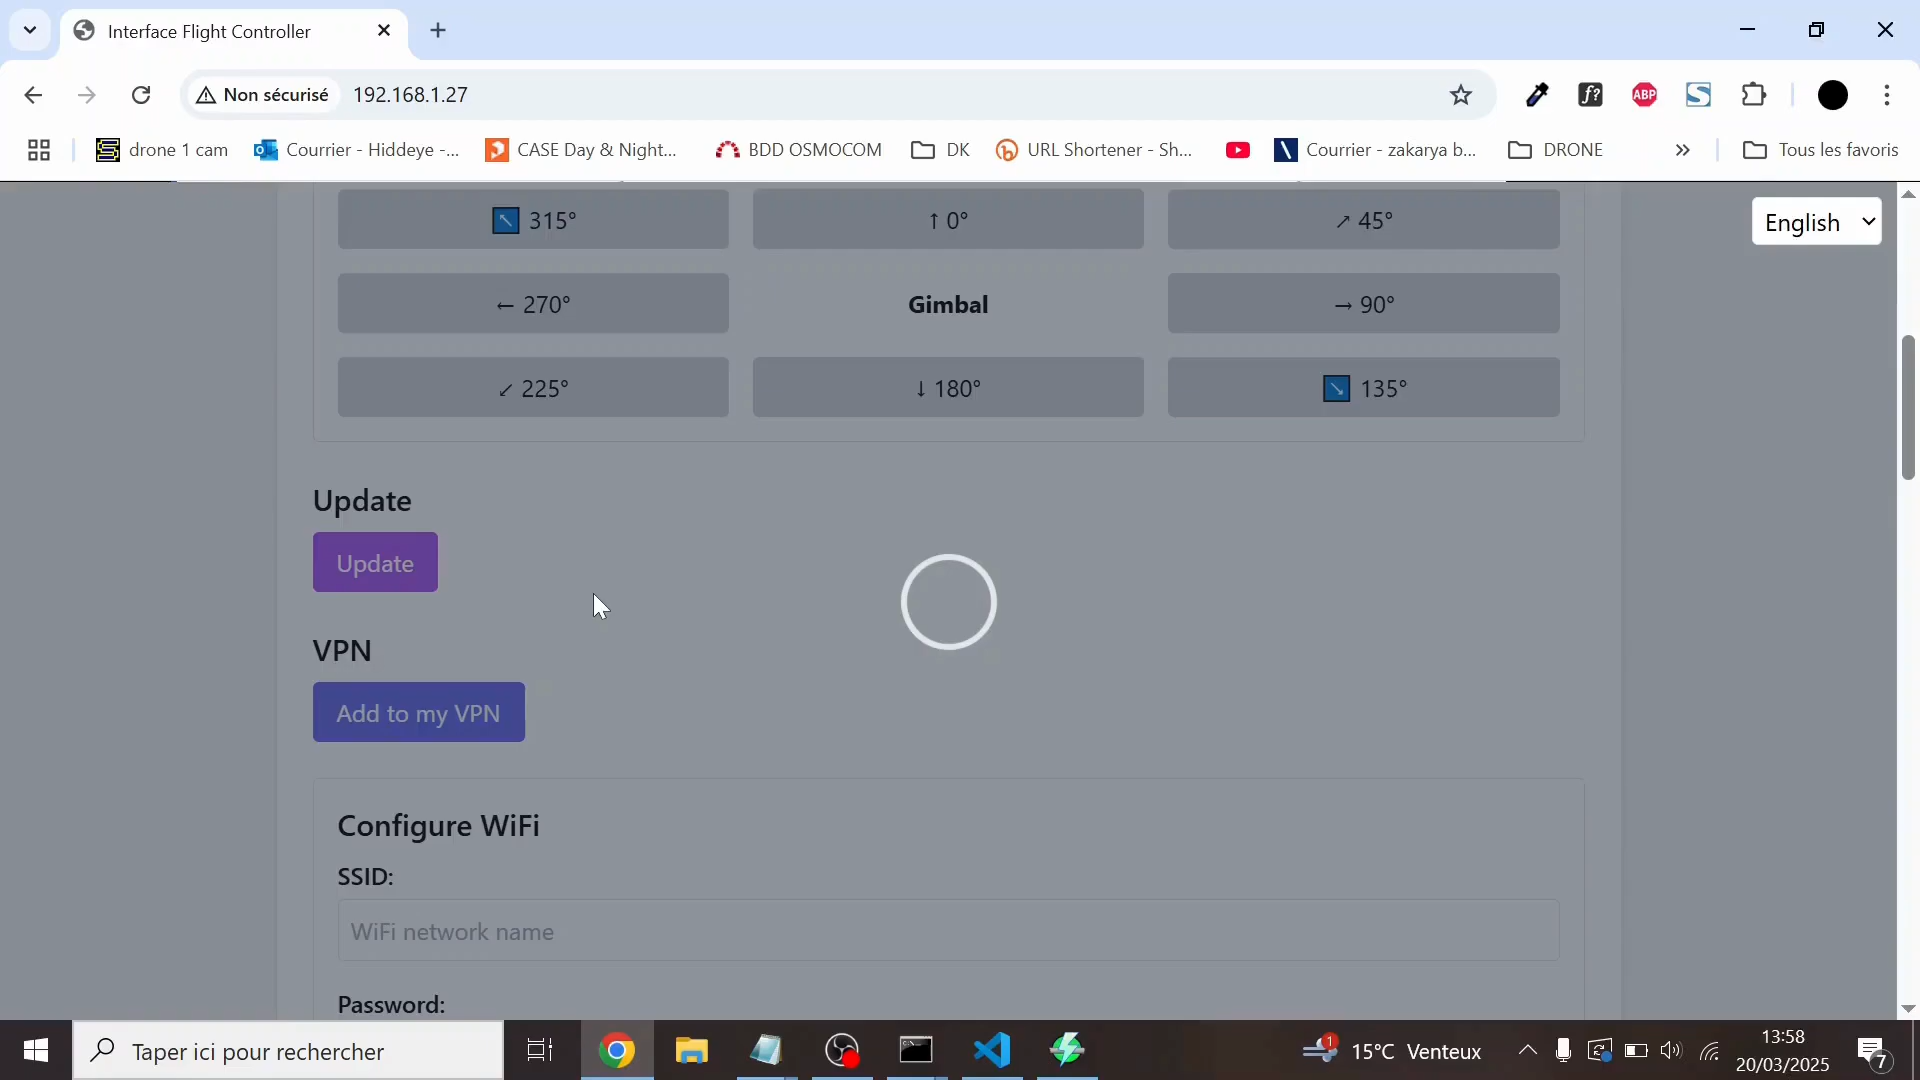 Interface Flight Controller
Non sécurisé 192.168.1.27
ABP
drone 1 cam Courrier - Hiddeye -... CASE Day & Night... BDD OSMOCOM DK URL Shortener - Sh... Courrier - zakarya b... DRONE » Tous les favoris
English
↖ 315° ↑ 0° ↗ 45°
← 270° Gimbal → 90°
↙ 225° ↓ 180° ↘ 135°
Update
Update
VPN
Add to my VPN
Configure WiFi
SSID:
WiFi network name
Password:
Taper ici pour rechercher
1
15°C Venteux
13:58
20/03/2025
7